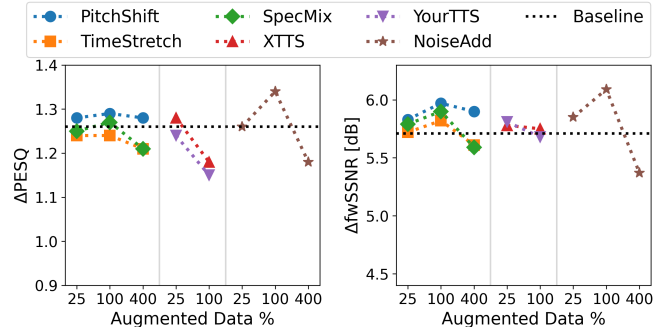 PitchShift SpecMix YourTTS Baseline
TimeStretch XTTS NoiseAdd
1.4
1.3
1.2
1.1
1.0
0.9
ΔPESQ
25 100 400 25 100 25 100 400
Augmented Data %
6.0
5.5
5.0
4.5
ΔfwSSNR [dB]
25 100 400 25 100 25 100 400
Augmented Data %